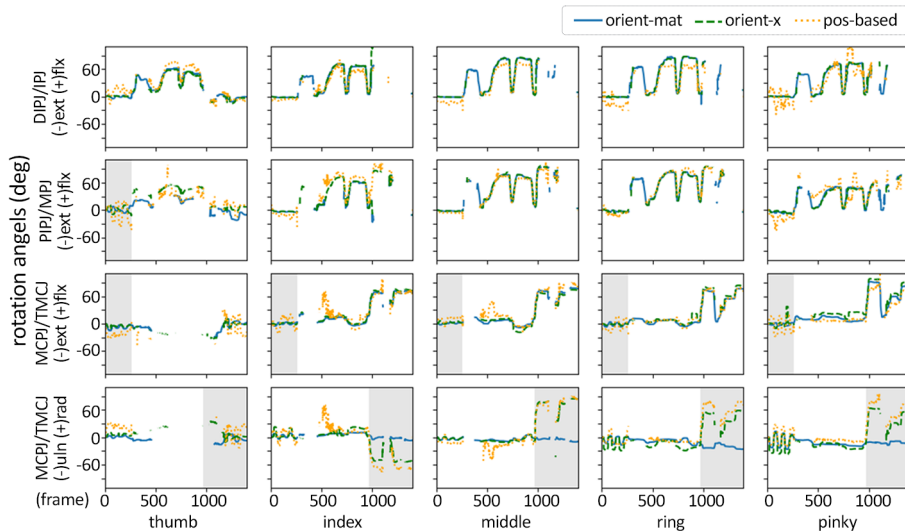 orient-mat orient-x pos-based
rotation angels (deg)
DIPJ/IPJ
(-)ext (+)flx
60
0
-60
PIPJ/MPJ
(-)ext (+)flx
60
0
-60
MCPJ/TMCJ
(-)ext (+)flx
60
0
-60
MCPJ/TMCJ
(-)uln (+)rad
60
0
-60
(frame)
0 500 1000 0 500 1000 0 500 1000 0 500 1000 0 500 1000
thumb index middle ring pinky